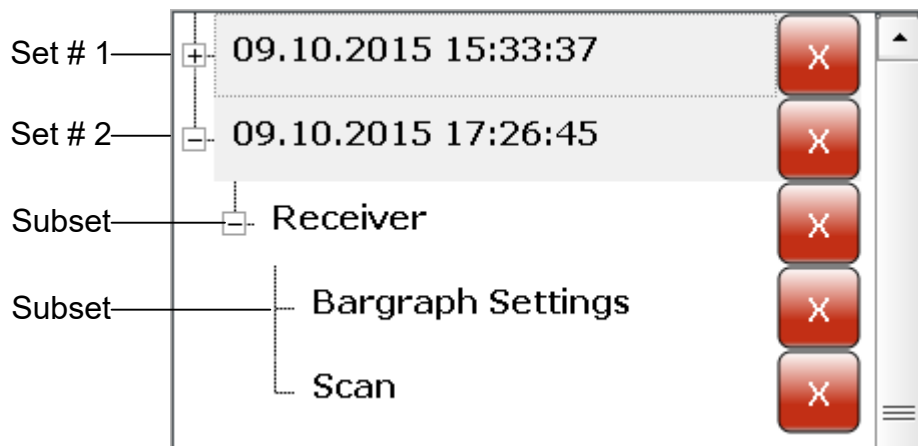 Set # 1 09.10.2015 15:33:37 X
Set # 2 09.10.2015 17:26:45 X
Subset Receiver X
Subset Bargraph Settings X
Scan X